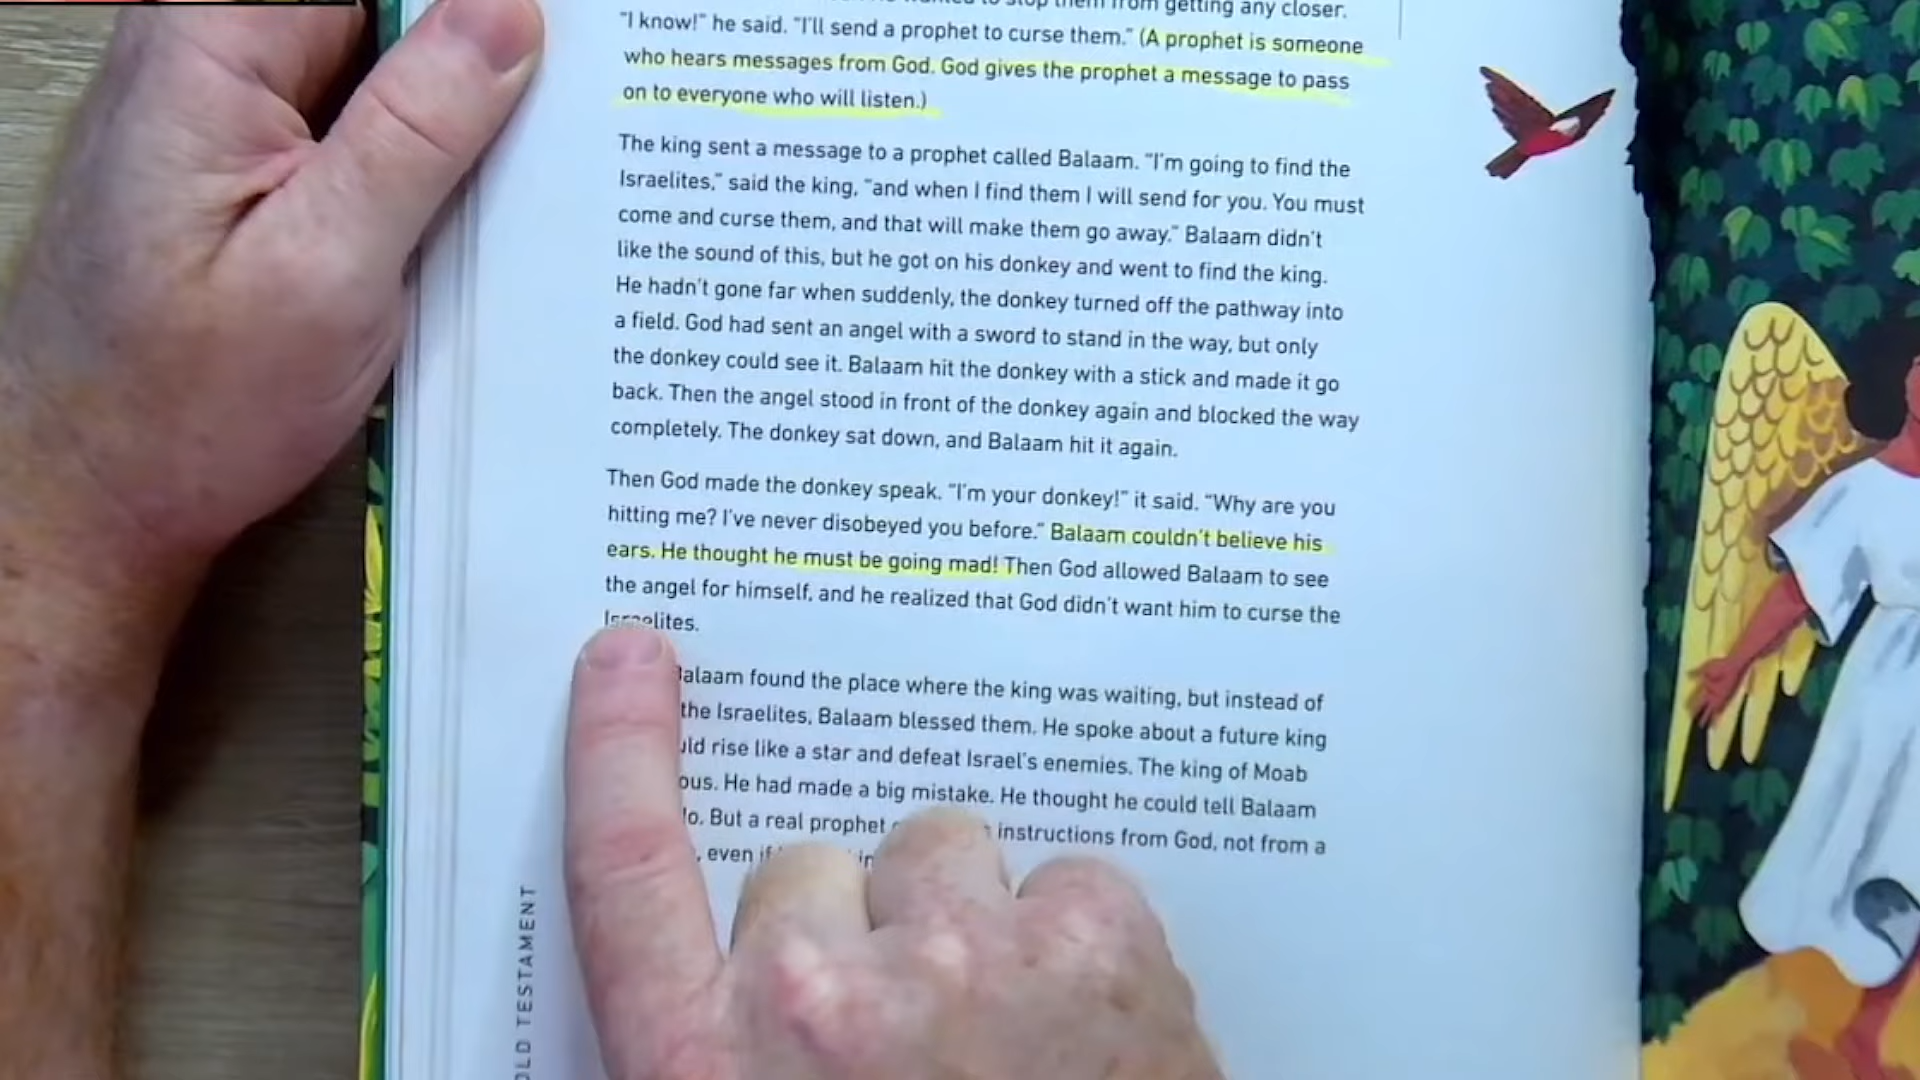 to stop them from getting any closer.
"I know!" he said. "I'll send a prophet to curse them." (A prophet is someone
who hears messages from God. God gives the prophet a message to pass
on to everyone who will listen.)
The king sent a message to a prophet called Balaam. "I'm going to find the
Israelites," said the king, "and when I find them I will send for you. You must
come and curse them, and that will make them go away." Balaam didn't
like the sound of this, but he got on his donkey and went to find the king.
He hadn't gone far when suddenly, the donkey turned off the pathway into
a field. God had sent an angel with a sword to stand in the way, but only
the donkey could see it. Balaam hit the donkey with a stick and made it go
back. Then the angel stood in front of the donkey again and blocked the way
completely. The donkey sat down, and Balaam hit it again.
Then God made the donkey speak. "I'm your donkey!" it said. "Why are you
hitting me? I've never disobeyed you before." Balaam couldn't believe his
ears. He thought he must be going mad! Then God allowed Balaam to see
the angel for himself, and he realized that God didn't want him to curse the
Israelites.
Balaam found the place where the king was waiting, but instead of
the Israelites, Balaam blessed them. He spoke about a future king
rise like a star and defeat Israel's enemies. The king of Moab
He had made a big mistake. He thought he could tell Balaam
But a real prophet instructions from God, not from a
, even if
OLD TESTAMENT